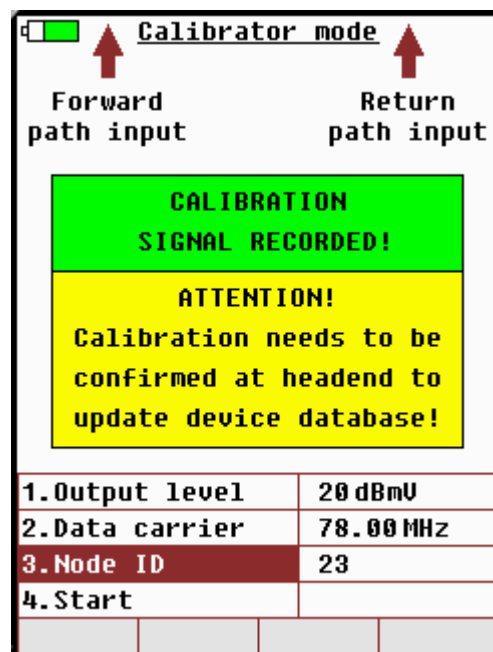 Calibrator mode
Forward
path input
Return
path input
CALIBRATION
SIGNAL RECORDED!
ATTENTION!
Calibration needs to be
confirmed at headend to
update device database!
1.Output level 20 dBmV
2.Data carrier 78.00 MHz
3.Node ID 23
4.Start